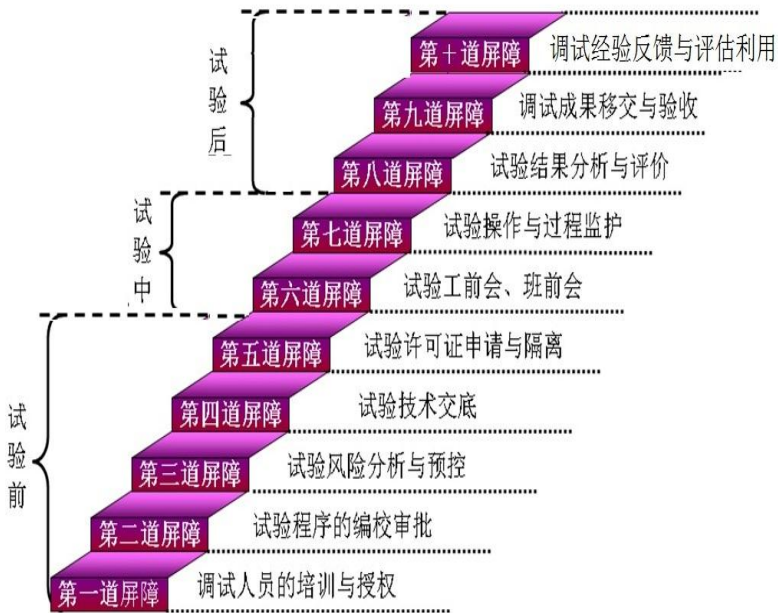 试验后
第十道屏障 调试经验反馈与评估利用
第九道屏障 调试成果移交与验收
第八道屏障 试验结果分析与评价
试验中
第七道屏障 试验操作与过程监护
第六道屏障 试验工前会、班前会
试验前
第五道屏障 试验许可证申请与隔离
第四道屏障 试验技术交底
第三道屏障 试验风险分析与预控
第二道屏障 试验程序的编校审批
第一道屏障 调试人员的培训与授权